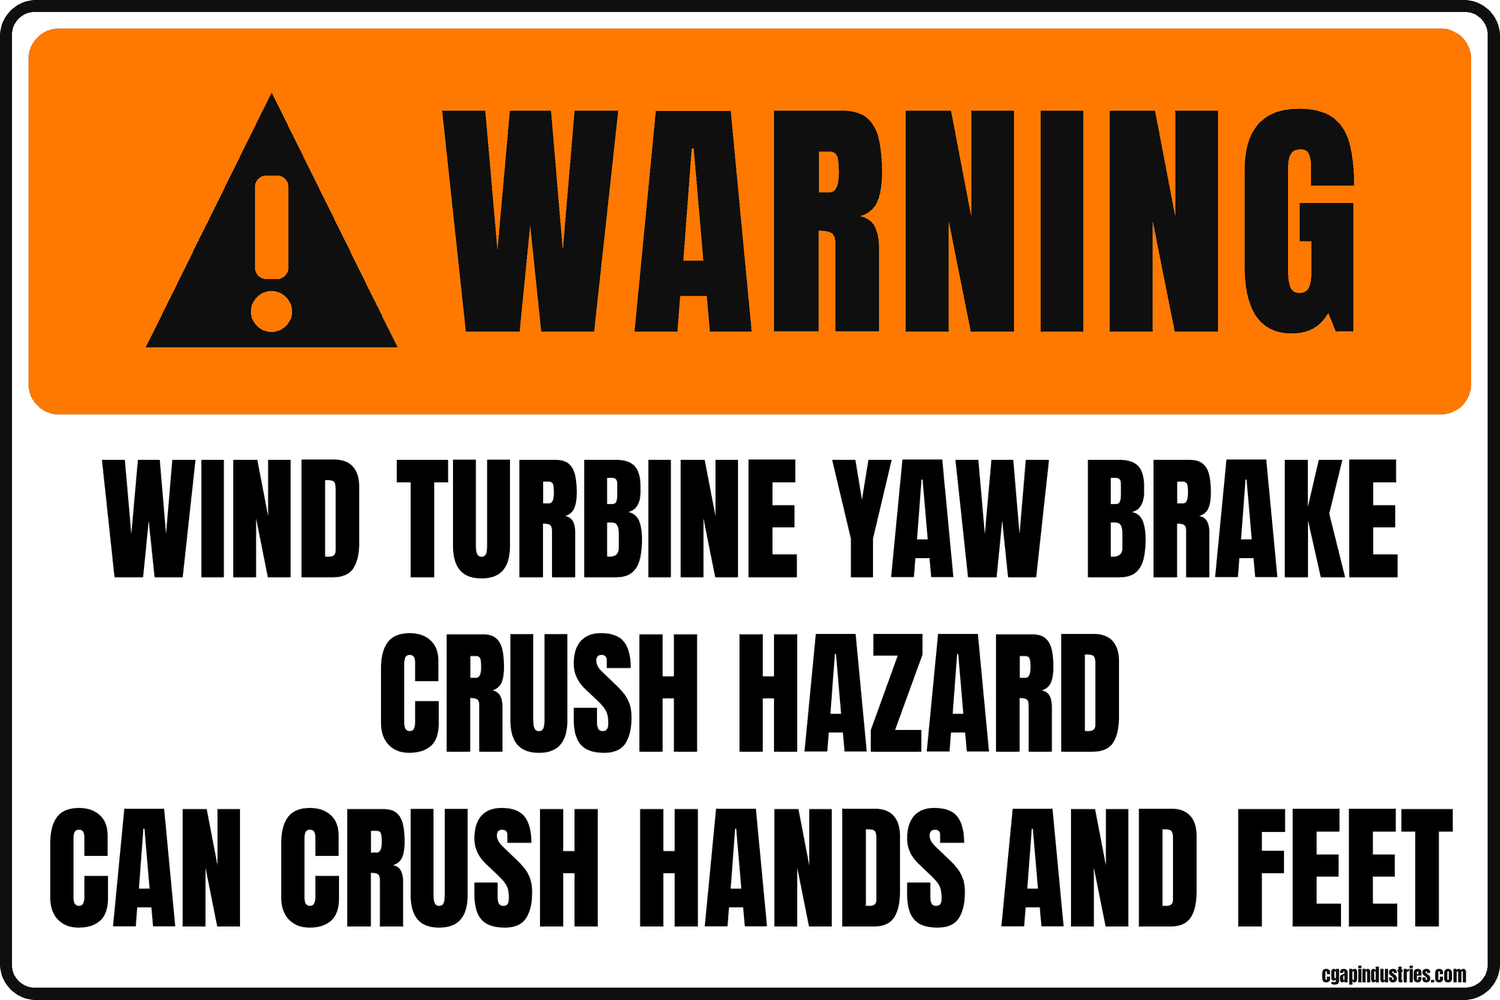 WARNING
WIND TURBINE YAW BRAKE
CRUSH HAZARD
CAN CRUSH HANDS AND FEET
cgapindustries.com